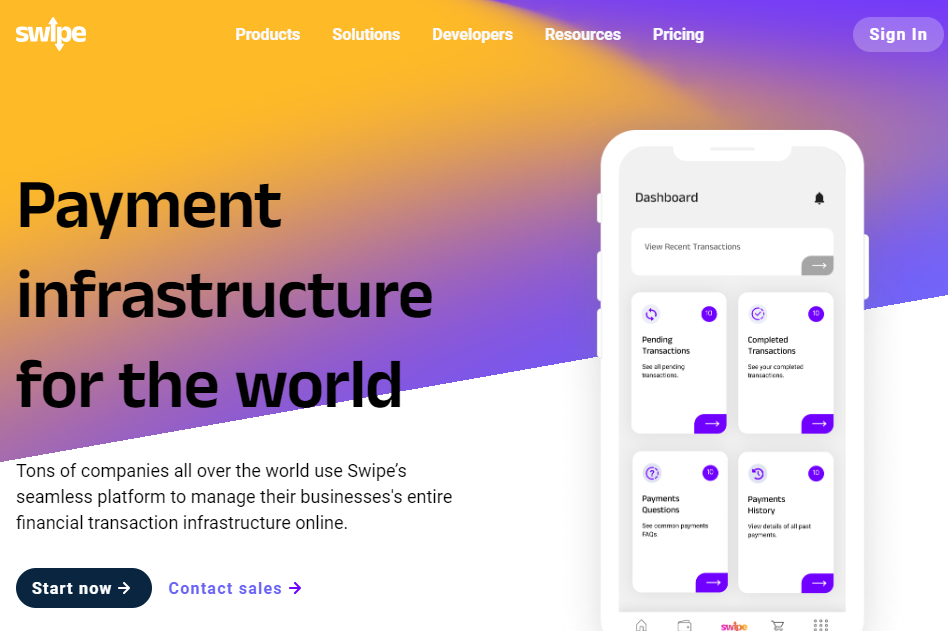 swipe
Products Solutions Developers Resources Pricing
Sign In
Payment
infrastructure
for the world
Tons of companies all over the world use Swipe's
seamless platform to manage their businesses's entire
financial transaction infrastructure online.
Start now →
Contact sales →
Dashboard
View Recent Transactions
10
Pending
Transactions
See all pending
transactions.
10
Completed
Transactions
See your completed
transactions.
10
Payments
Questions
See common payments
FAQs.
10
Payments
History
View details of all past
payments.
swipe